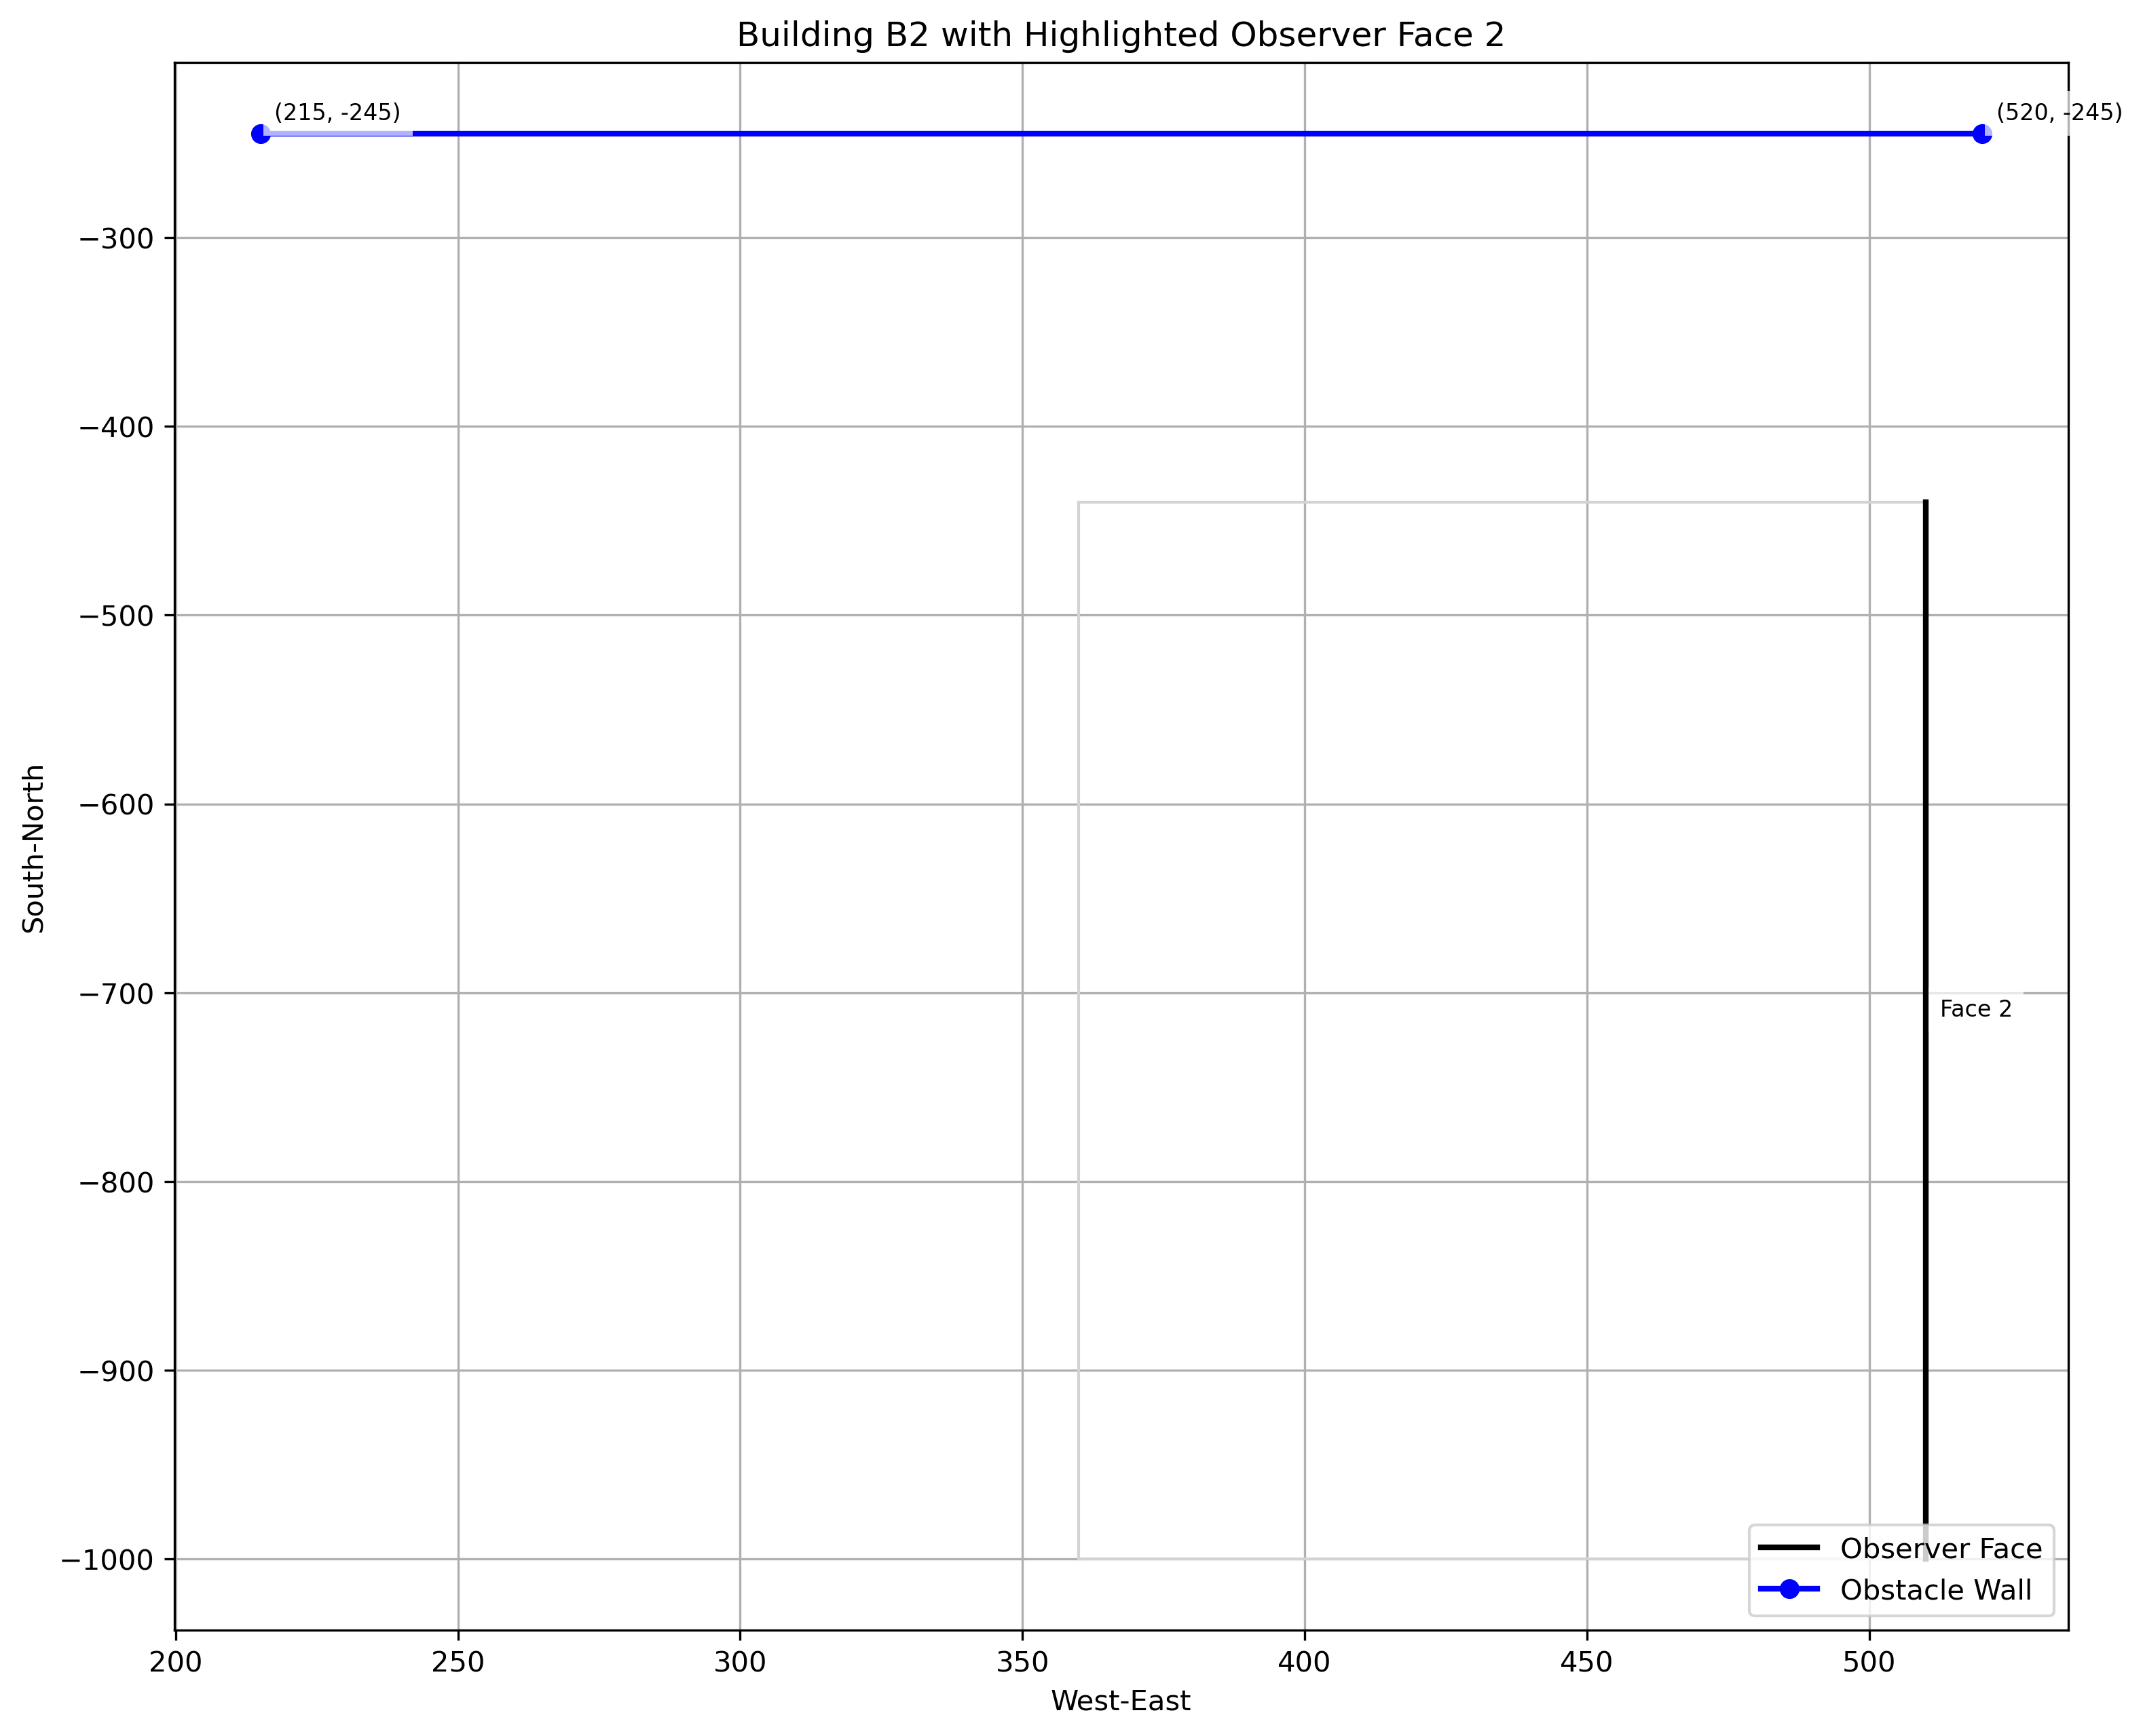 Building B2 with Highlighted Observer Face 2
(215, -245)
(520, -245)
−300
−400
−500
−600
−700
−800
−900
−1000
South-North
Face 2
Observer Face
Obstacle Wall
200
250
300
350
400
450
500
West-East